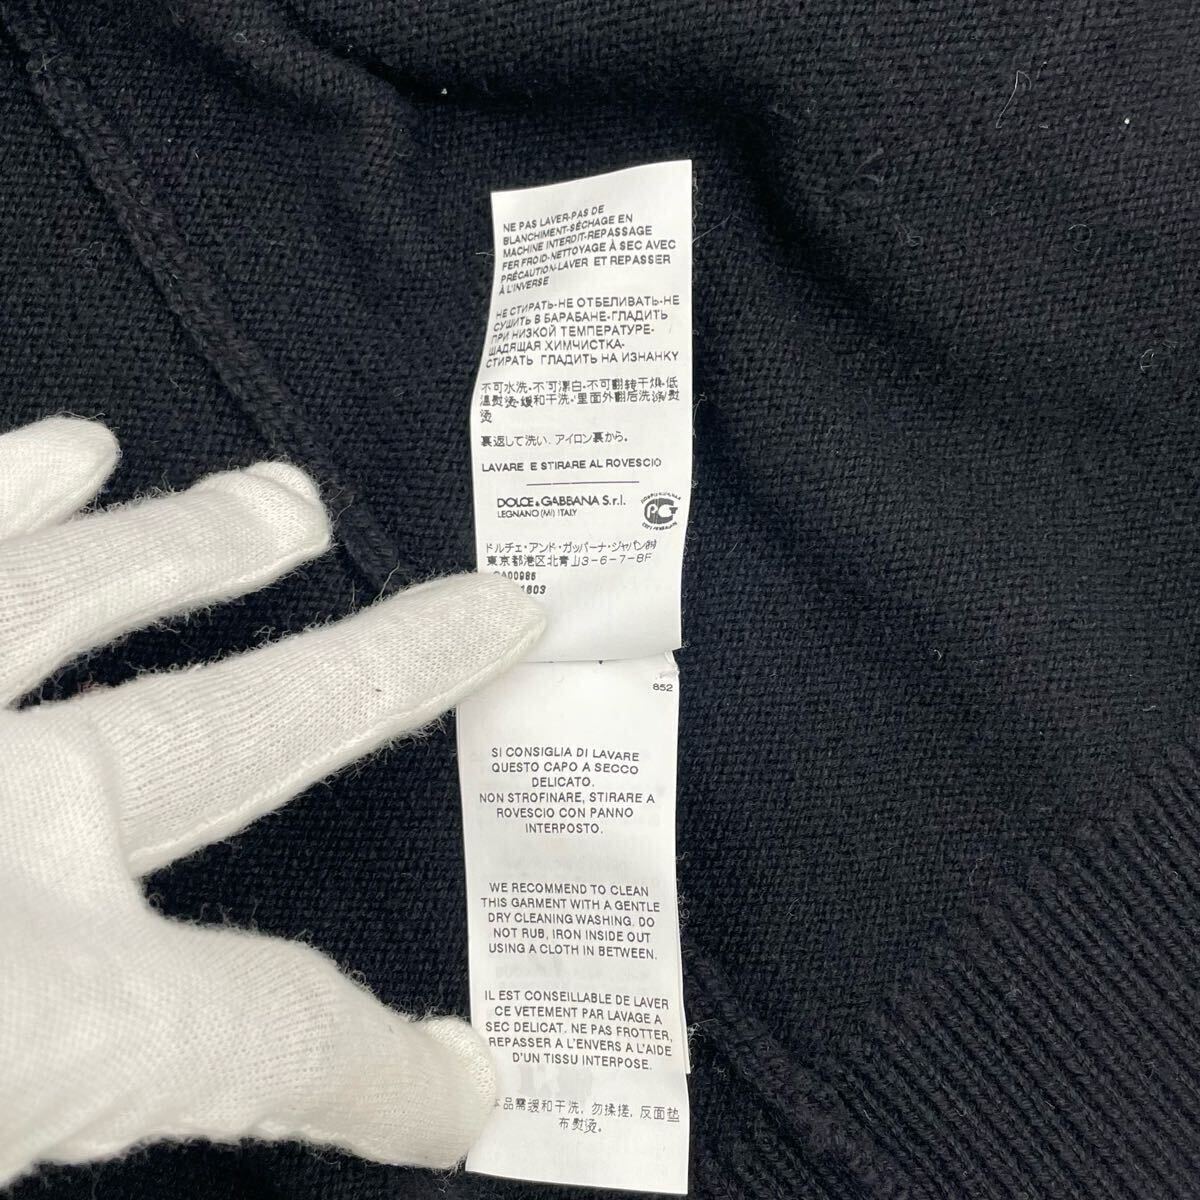 NE PAS LAVER-PAS DE
BLANCHIMENT-SÉCHAGE EN
MACHINE INTERDIT-REPASSAGE
FER FROID-NETTOYAGE À SEC AVEC
PRÉCAUTION-LAVER ET REPASSER
À L'INVERSE
НЕ СТИРАТЬ-НЕ ОТБЕЛИВАТЬ-НЕ
СУШИТЬ В БАРАБАНЕ-ГЛАДИТЬ
ПРИ НИЗКОЙ ТЕМПЕРАТУРЕ-
ЩАДЯЩАЯ ХИМЧИСТКА-
СТИРАТЬ ГЛАДИТЬ НА ИЗНАНКУ
不可水洗-不可漂白-不可翻转干燥-低
温熨烫-缓和干洗-里面外翻后洗涤/熨
烫
裏返して洗い、アイロン裏から。
LAVARE E STIRARE AL ROVESCIO
DOLCE & GABBANA S.r.l.
LEGNANO (MI) ITALY
PG
ドルチェ・アンド・ガッバーナ・ジャパン㈱
東京都港区北青山3-6-7-8F
00986
1603
852
SI CONSIGLIA DI LAVARE
QUESTO CAPO A SECCO
DELICATO.
NON STROFINARE, STIRARE A
ROVESCIO CON PANNO
INTERPOSTO.
WE RECOMMEND TO CLEAN
THIS GARMENT WITH A GENTLE
DRY CLEANING WASHING. DO
NOT RUB, IRON INSIDE OUT
USING A CLOTH IN BETWEEN.
IL EST CONSEILLABLE DE LAVER
CE VETEMENT PAR LAVAGE A
SEC DELICAT. NE PAS FROTTER,
REPASSER A L'ENVERS A L'AIDE
D'UN TISSU INTERPOSE.
本品需缓和干洗, 勿揉搓, 反面垫
布熨烫。